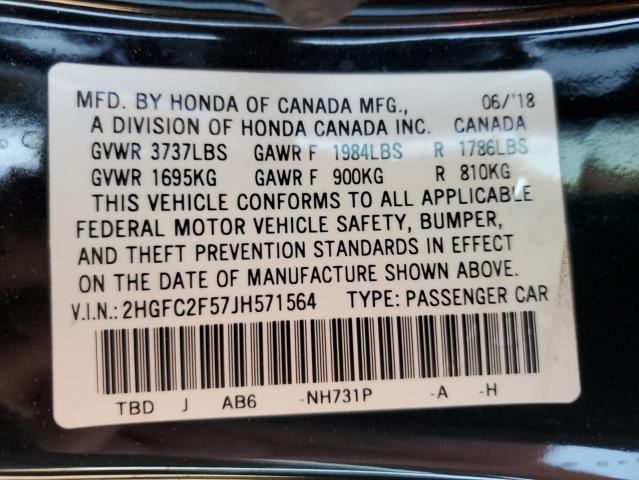 MFD. BY HONDA OF CANADA MFG., 06/'18
A DIVISION OF HONDA CANADA INC. CANADA
GVWR 3737LBS GAWR F 1984LBS R 1786LBS
GVWR 1695KG GAWR F 900KG R 810KG
THIS VEHICLE CONFORMS TO ALL APPLICABLE
FEDERAL MOTOR VEHICLE SAFETY, BUMPER,
AND THEFT PREVENTION STANDARDS IN EFFECT
ON THE DATE OF MANUFACTURE SHOWN ABOVE.
V.I.N.: 2HGFC2F57JH571564 TYPE: PASSENGER CAR
TBD J AB6 -NH731P -A -H